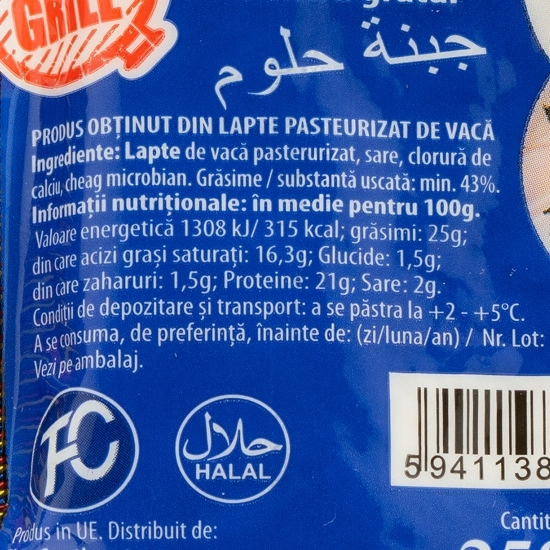 GRILL
جبنة حلوم
PRODUS OBȚINUT DIN LAPTE PASTEURIZAT DE VACĂ
Ingrediente: Lapte de vacă pasterurizat, sare, clorură de
calciu, cheag microbian. Grăsime / substantă uscată: min. 43%.
Informații nutriționale: în medie pentru 100g.
Valoare energetică 1308 kJ/ 315 kcal; grăsimi: 25g;
din care acizi grași saturați: 16,3g; Glucide: 1,5g;
din care zaharuri: 1,5g; Proteine: 21g; Sare: 2g.
Condiții de depozitare și transport: a se păstra la +2 - +5°C.
A se consuma, de preferință, înainte de: (zi/luna/an) / Nr. Lot:
Vezi pe ambalaj.
FC
حلال
HALAL
5 941138
Produs in UE. Distribuit de:
Cantit